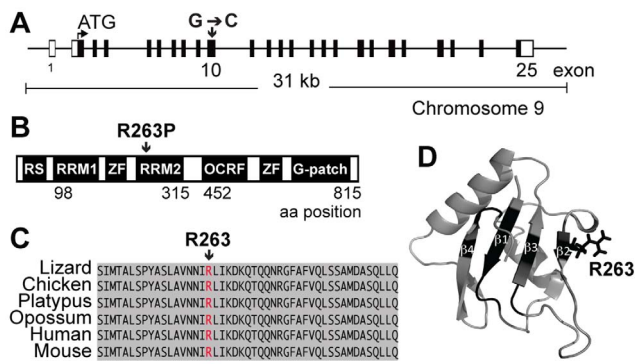 A
ATG
G → C
1
10
25
exon
31 kb
Chromosome 9
B
R263P
RS RRM1 ZF RRM2 OCRF ZF G-patch
98 315 452 815
aa position
C
R263
Lizard SIMTALSPYASLAVNNIRLIKDKQTQQNRGFAFVQLSSAMDASQLLQ
Chicken SIMTALSPYASLAVNNIRLIKDKQTQQNRGFAFVQLSSAMDASQLLQ
Platypus SIMTALSPYASLAVNNIRLIKDKQTQQNRGFAFVQLSSAMDASQLLQ
Opossum SIMTALSPYASLAVNNIRLIKDKQTQQNRGFAFVQLSSAMDASQLLQ
Human SIMTALSPYASLAVNNIRLIKDKQTQQNRGFAFVQLSSAMDASQLLQ
Mouse SIMTALSPYASLAVNNIRLIKDKQTQQNRGFAFVQLSSAMDASQLLQ
D
β4 β1 β3 β2
R263